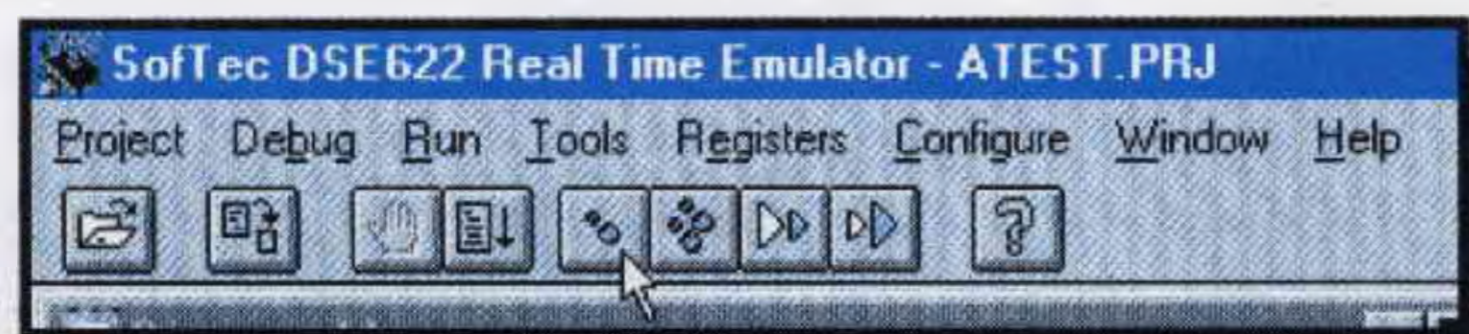 SofTec DSE622 Real Time Emulator - ATEST.PRJ
Project Debug Run Tools Registers Configure Window Help
?